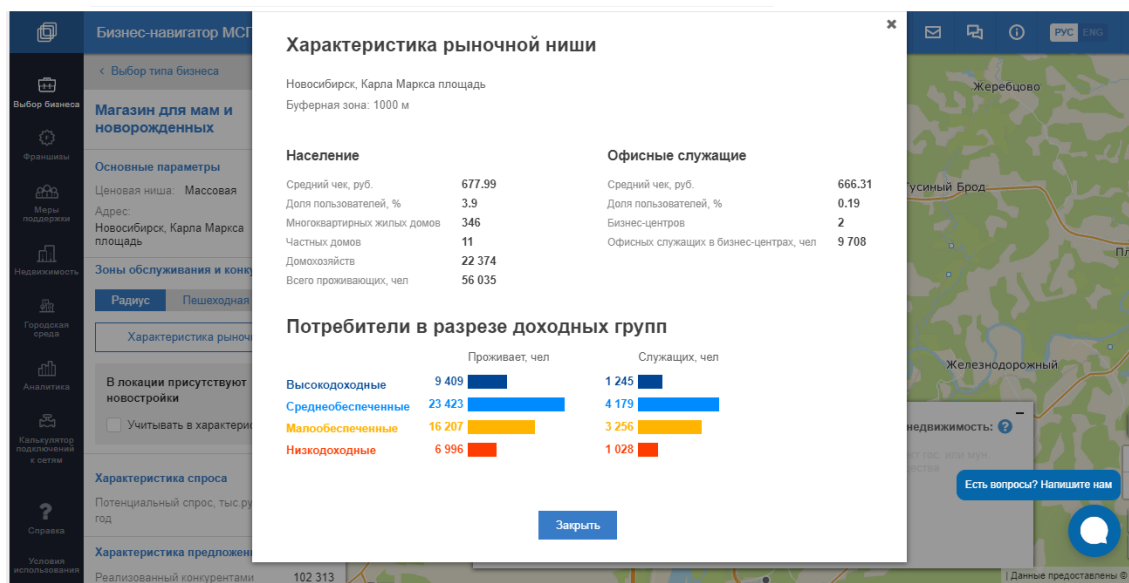 Бизнес-навигатор МСП
РУС ENG
Выбор бизнеса
Франшизы
Меры
поддержки
Недвижимость
Городская
среда
Аналитика
Калькулятор
подключений
к сетям
Справка
Условия
использования
‹ Выбор типа бизнеса
Магазин для мам и
новорожденных
Основные параметры
Ценовая ниша: Массовая
Адрес:
Новосибирск, Карла Маркса
площадь
Зоны обслуживания и конку
Радиус Пешеходная
Характеристика рыноч
В локации присутствуют
новостройки
Учитывать в характери
Характеристика спроса
Потенциальный спрос, тыс.ру
год
Характеристика предложен
Реализованный конкурентами 102 313
Характеристика рыночной ниши
Новосибирск, Карла Маркса площадь
Буферная зона: 1000 м
Население
Средний чек, руб. 677.99
Доля пользователей, % 3.9
Многоквартирных жилых домов 346
Частных домов 11
Домохозяйств 22 374
Всего проживающих, чел 56 035
Офисные служащие
Средний чек, руб. 666.31
Доля пользователей, % 0.19
Бизнес-центров 2
Офисных служащих в бизнес-центрах, чел 9 708
Потребители в разрезе доходных групп
Проживает, чел Служащих, чел
Высокодоходные 9 409 1 245
Среднеобеспеченные 23 423 4 179
Малообеспеченные 16 207 3 256
Низкодоходные 6 996 1 028
Закрыть
Жеребцово
усиный Брод
Пл
Железнодорожный
недвижимость: ?
кт гос. или мун.
ества
Есть вопросы? Напишите нам
Данные предоставлены ©